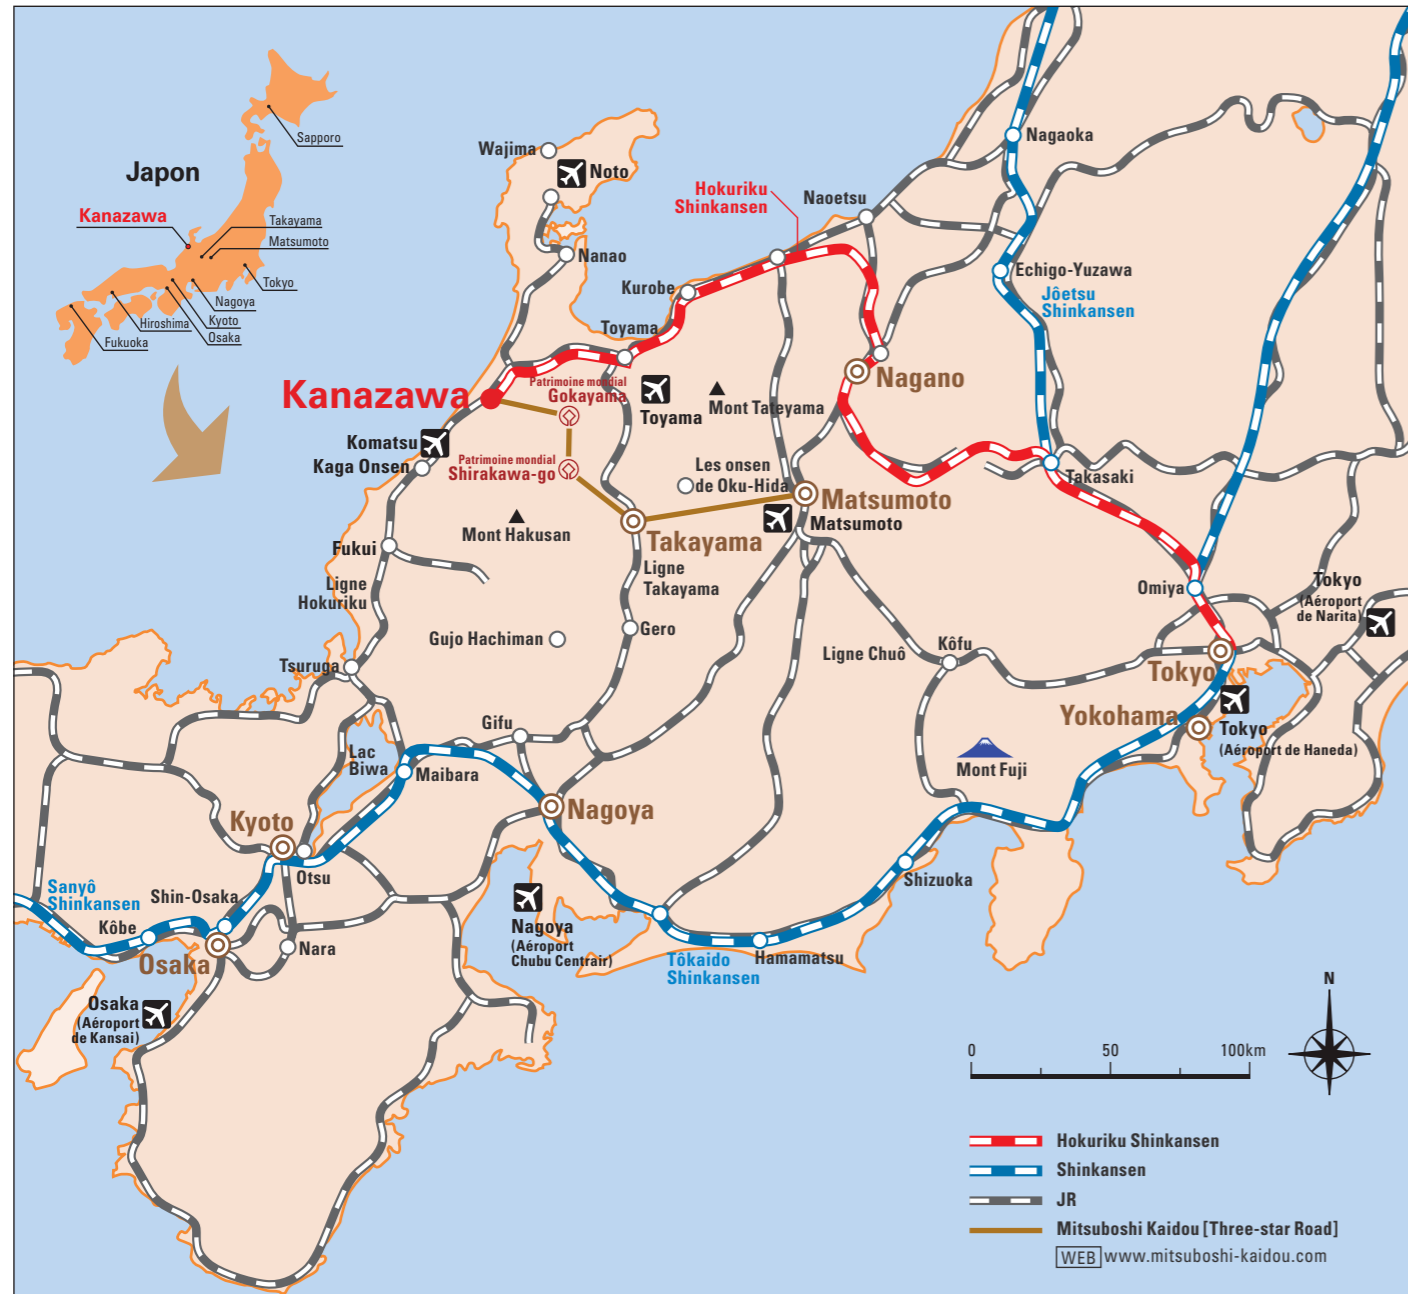 Japon
Sapporo
Kanazawa
Takayama
Matsumoto
Tokyo
Nagoya
Kyoto
Osaka
Hiroshima
Fukuoka
Wajima
Noto
Nanao
Hokuriku
Shinkansen
Naoetsu
Nagaoka
Kurobe
Echigo-Yuzawa
Jôetsu
Shinkansen
Toyama
Kanazawa
Patrimoine mondial
Gokayama
Toyama
Mont Tateyama
Nagano
Komatsu
Kaga Onsen
Patrimoine mondial
Shirakawa-go
Les onsen
de Oku-Hida
Matsumoto
Matsumoto
Takasaki
Mont Hakusan
Takayama
Fukui
Ligne
Hokuriku
Ligne
Takayama
Omiya
Tokyo
(Aéroport
de Narita)
Gujo Hachiman
Gero
Ligne Chuô
Kôfu
Tsuruga
Tokyo
Yokohama
Tokyo
(Aéroport de Haneda)
Gifu
Lac
Biwa
Maibara
Mont Fuji
Nagoya
Kyoto
Otsu
Shizuoka
Sanyô
Shinkansen
Shin-Osaka
Kôbe
Osaka
Nara
Nagoya
(Aéroport
Chubu Centrair)
Tôkaido
Shinkansen
Hamamatsu
Osaka
(Aéroport
de Kansai)
N
0 50 100km
Hokuriku Shinkansen
Shinkansen
JR
Mitsuboshi Kaidou [Three-star Road]
WEB www.mitsuboshi-kaidou.com